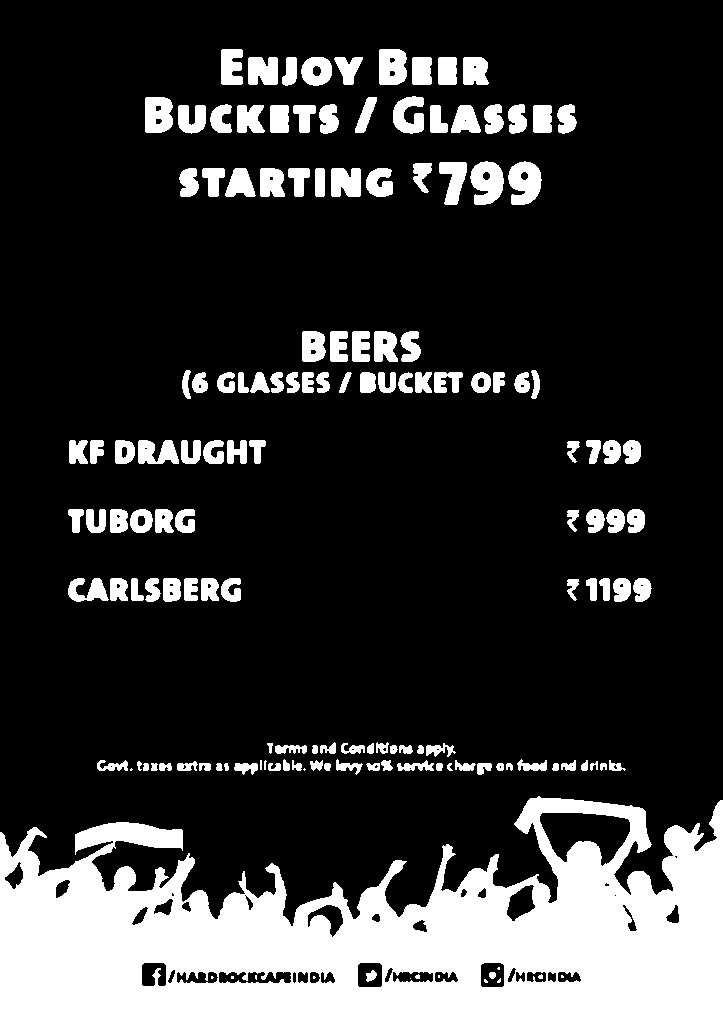 Enjoy Beer
Buckets / Glasses
starting ₹799
BEERS
(6 GLASSES / BUCKET OF 6)
KF DRAUGHT ₹799
TUBORG ₹999
CARLSBERG ₹1199
Terms and Conditions apply.
Govt. taxes extra as applicable. We levy 10% service charge on food and drinks.
/HARDROCKCAFEINDIA /HRCINDIA /HRCINDIA